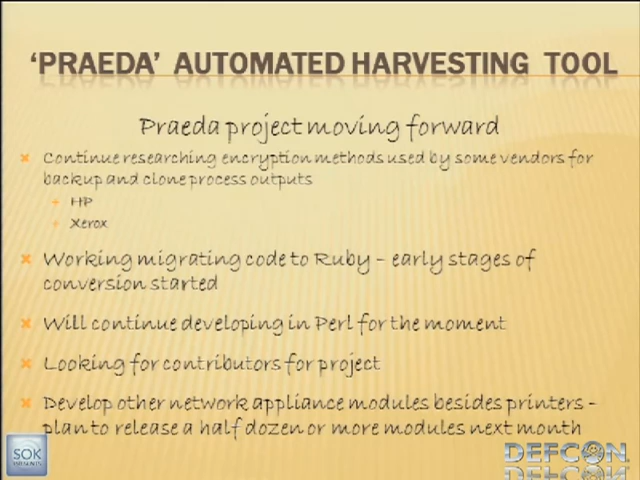 ‘PRAEDA’ AUTOMATED HARVESTING TOOL
Praeda project moving forward
Continue researching encryption methods used by some vendors for
backup and clone process outputs
HP
Xerox
Working migrating code to Ruby – early stages of
conversion started
Will continue developing in Perl for the moment
Looking for contributors for project
Develop other network appliance modules besides printers -
plan to release a half dozen or more modules next month
SOK
DEFCON